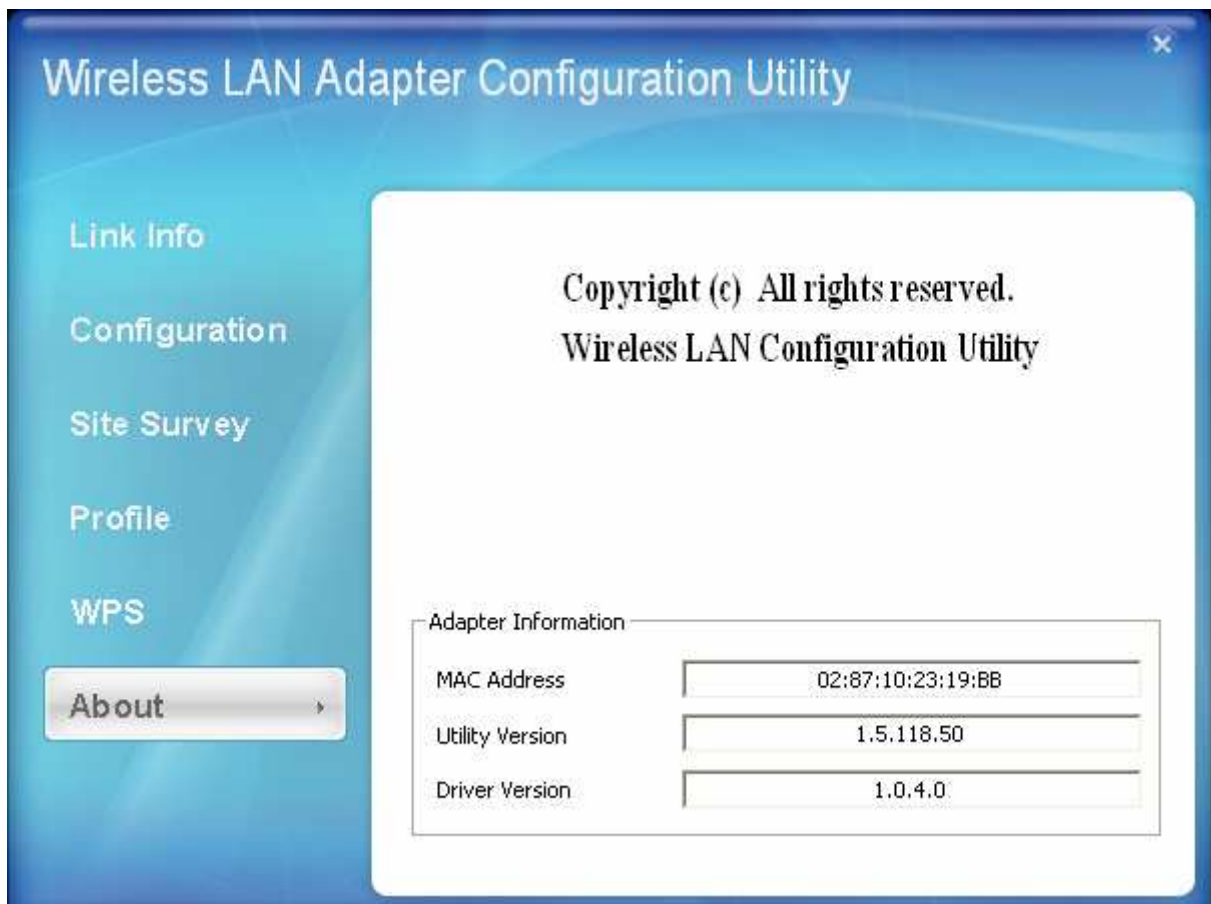 Wireless LAN Adapter Configuration Utility
Link Info
Configuration
Site Survey
Profile
WPS
About
Copyright (c) All rights reserved.
Wireless LAN Configuration Utility
Adapter Information
MAC Address 02:87:10:23:19:BB
Utility Version 1.5.118.50
Driver Version 1.0.4.0